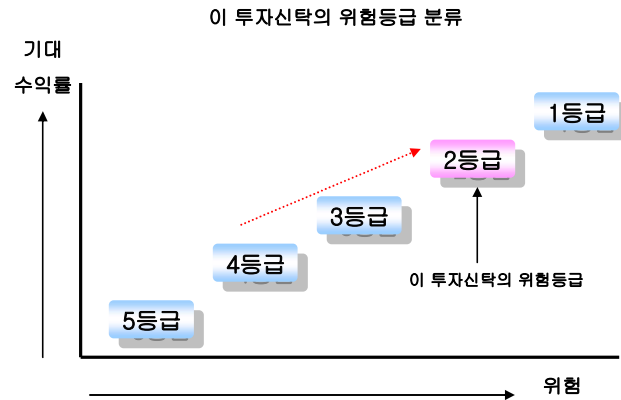 이 투자신탁의 위험등급 분류
기대
수익률
1등급
2등급
3등급
4등급
이 투자신탁의 위험등급
5등급
위험